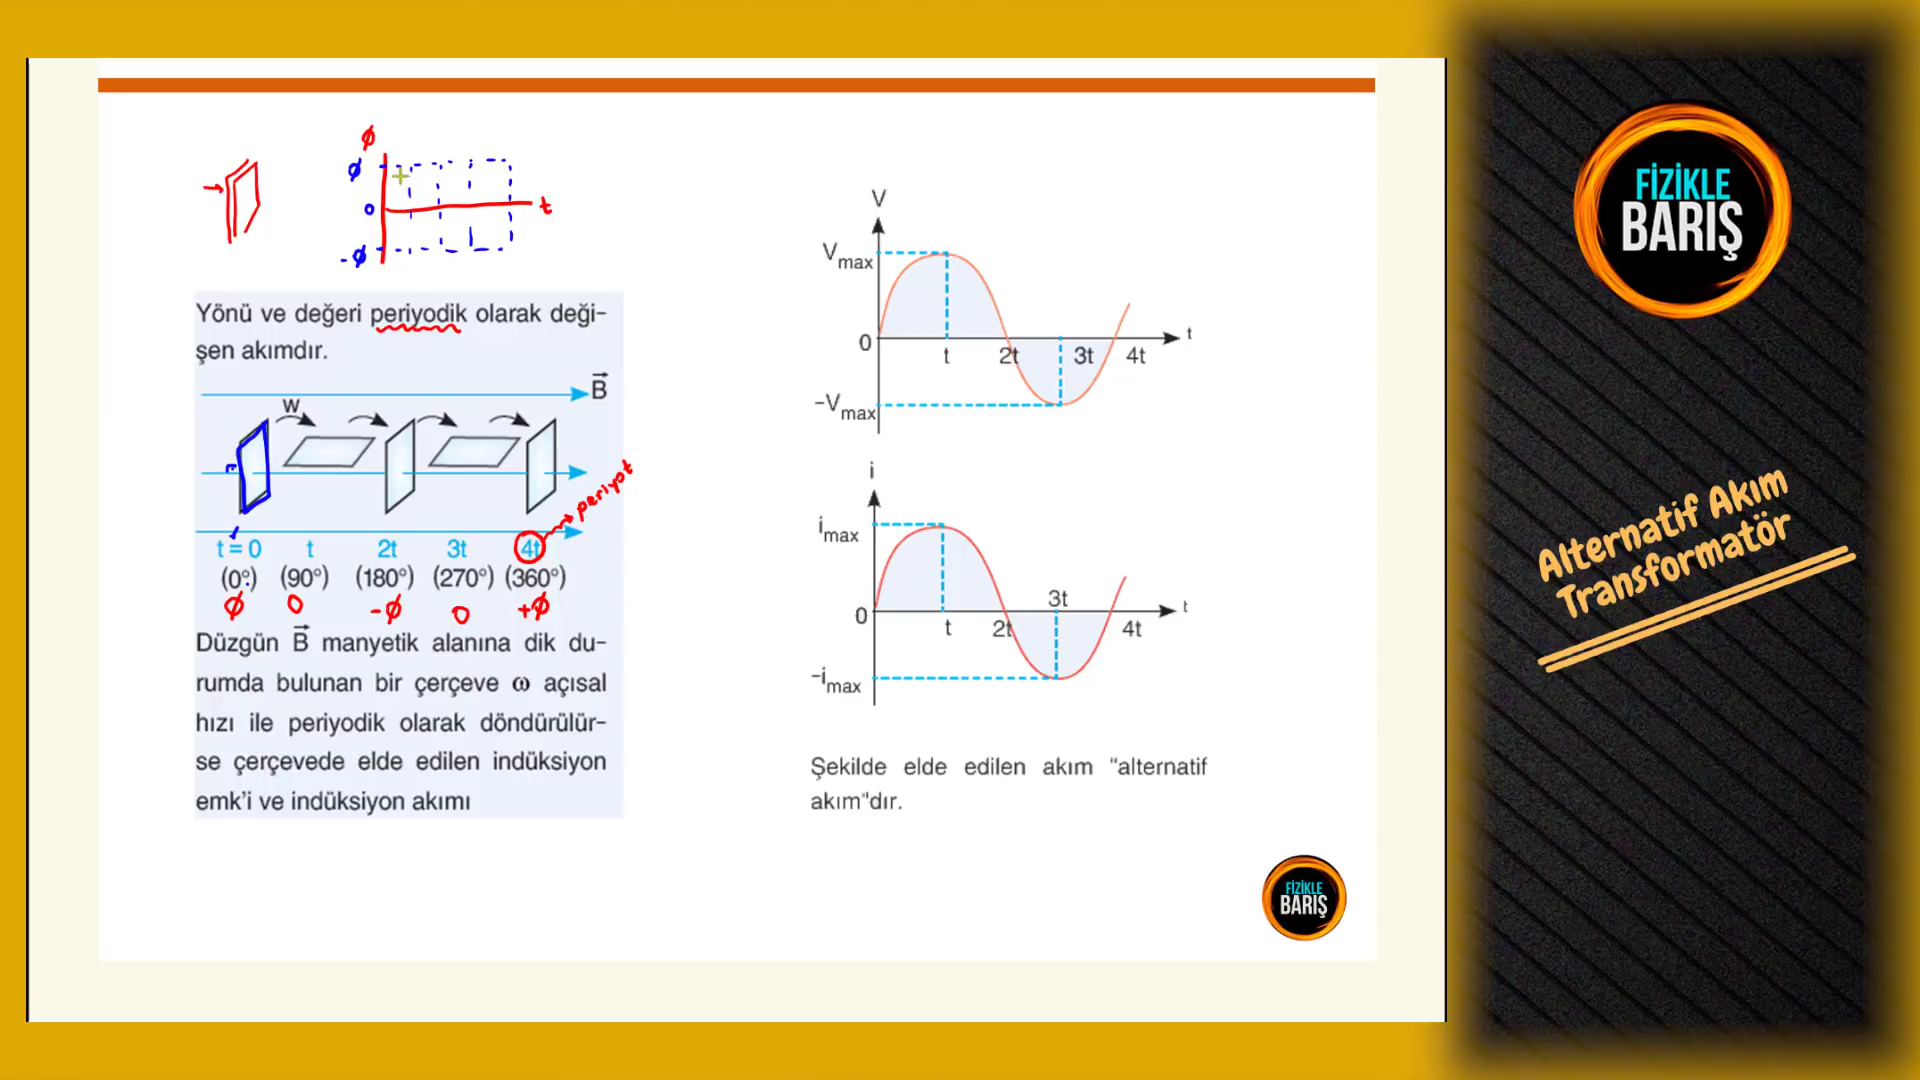 ϕ
ϕ
0
-ϕ
t
Yönü ve değeri periyodik olarak deği-
şen akımdır.
B
W
periyot
t = 0 t 2t 3t 4t
(0°) (90°) (180°) (270°) (360°)
ϕ 0 -ϕ 0 +ϕ
Düzgün B manyetik alanına dik du-
rumda bulunan bir çerçeve ω açısal
hızı ile periyodik olarak döndürülür-
se çerçevede elde edilen indüksiyon
emk'i ve indüksiyon akımı
V
Vmax
0
t 2t 3t 4t
t
-Vmax
i
imax
0
t 2t 3t 4t
t
-imax
Şekilde elde edilen akım "alternatif
akım"dır.
FİZİKLE
BARIŞ
FİZİKLE
BARIŞ
Alternatif Akım
Transformatör